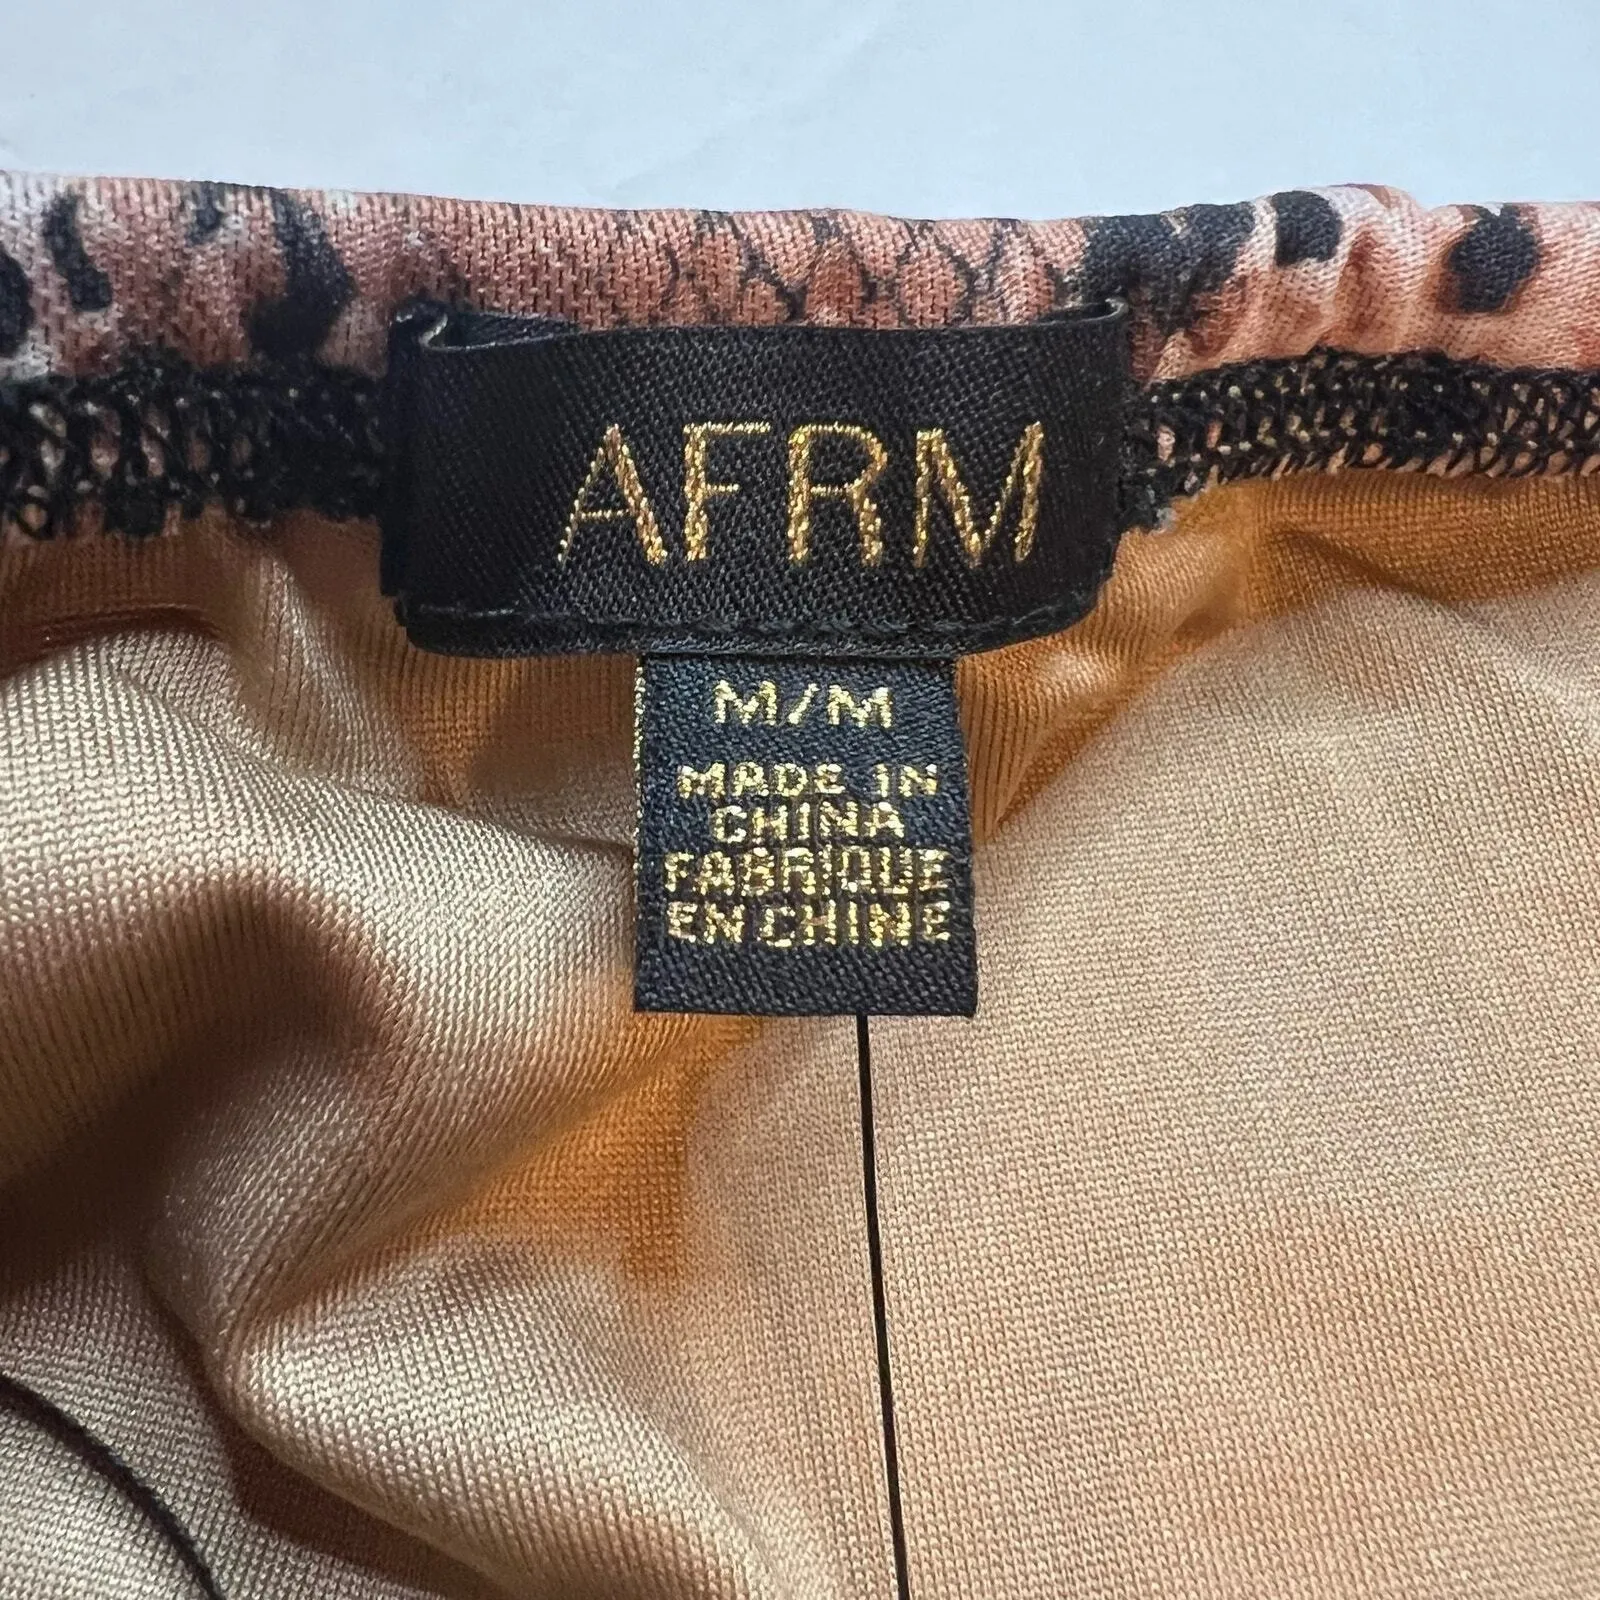 AFRM
M/M
MADE IN
CHINA
FABRIQUE
EN CHINE